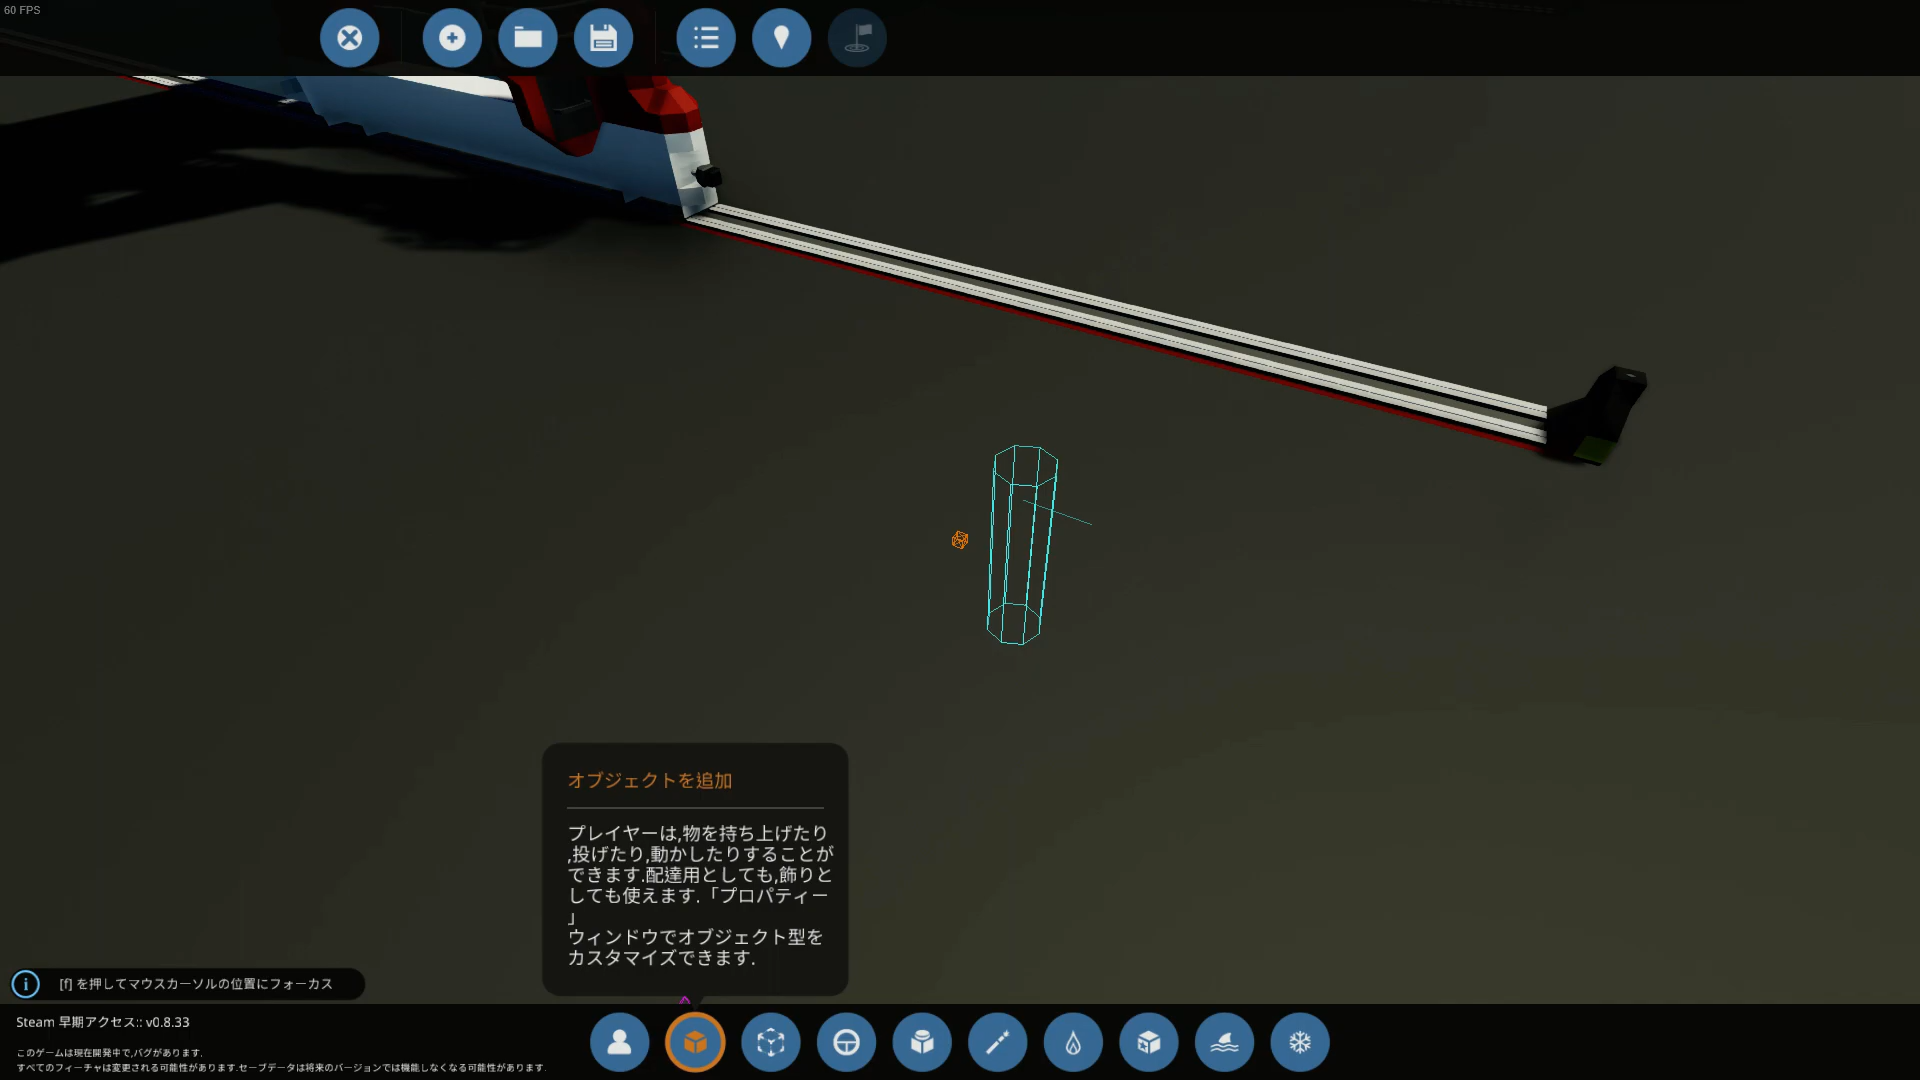 60 FPS
オブジェクトを追加
プレイヤーは,物を持ち上げたり
,投げたり,動かしたりすることが
できます.配達用としても,飾りと
しても使えます.「プロパティー
」
ウィンドウでオブジェクト型を
カスタマイズできます.
[f] を押してマウスカーソルの位置にフォーカス
Steam 早期アクセス:: v0.8.33
このゲームは現在開発中で,バグがあります.
すべてのフィーチャは変更される可能性があります.セーブデータは将来のバージョンでは機能しなくなる可能性があります.